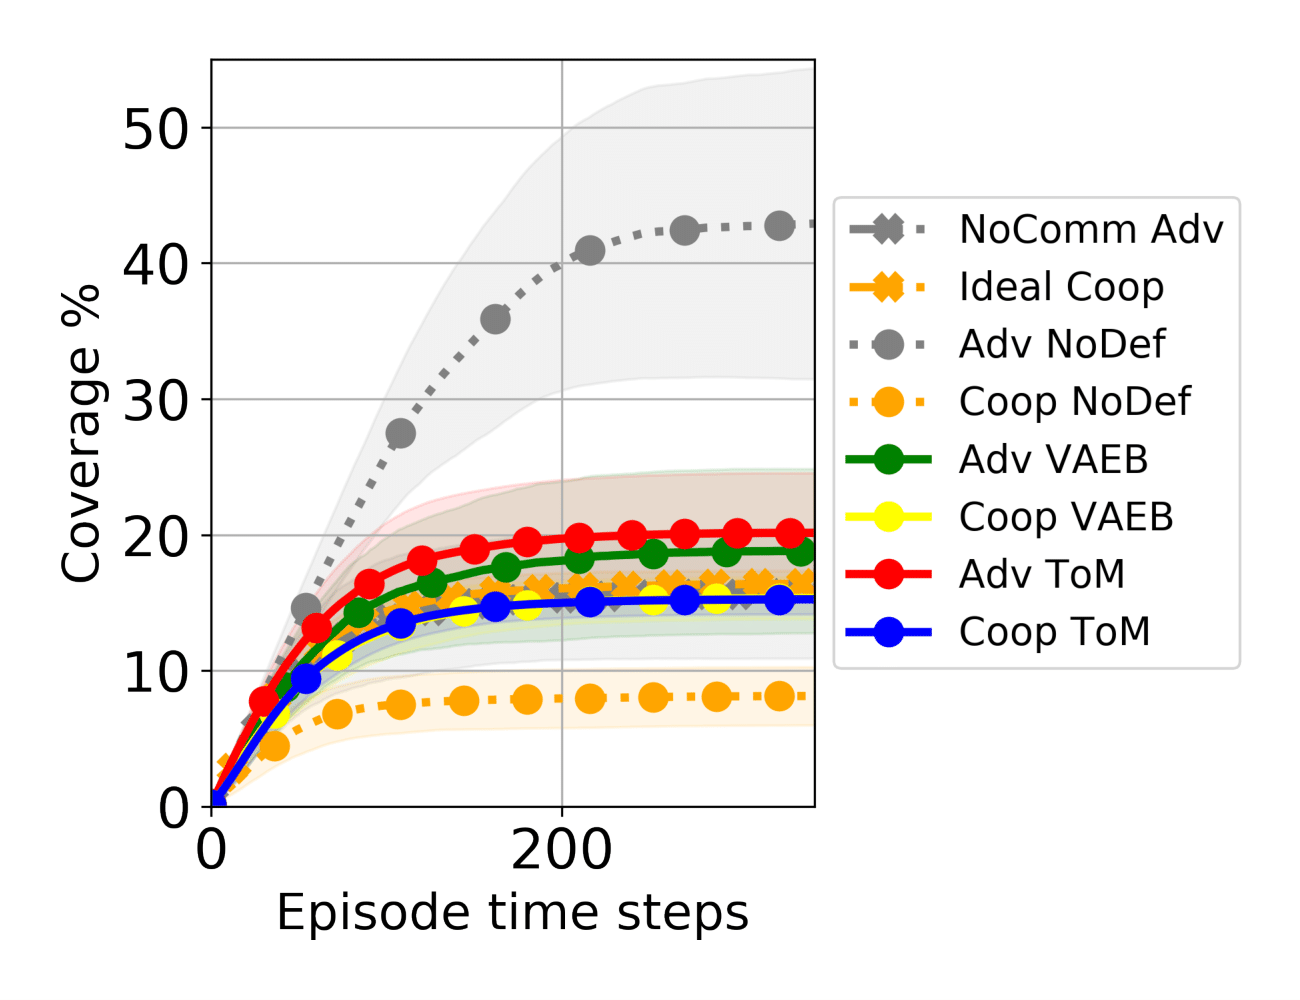 50
40
30
20
10
0
0 200
Coverage %
Episode time steps
NoComm Adv
Ideal Coop
Adv NoDef
Coop NoDef
Adv VAEB
Coop VAEB
Adv ToM
Coop ToM